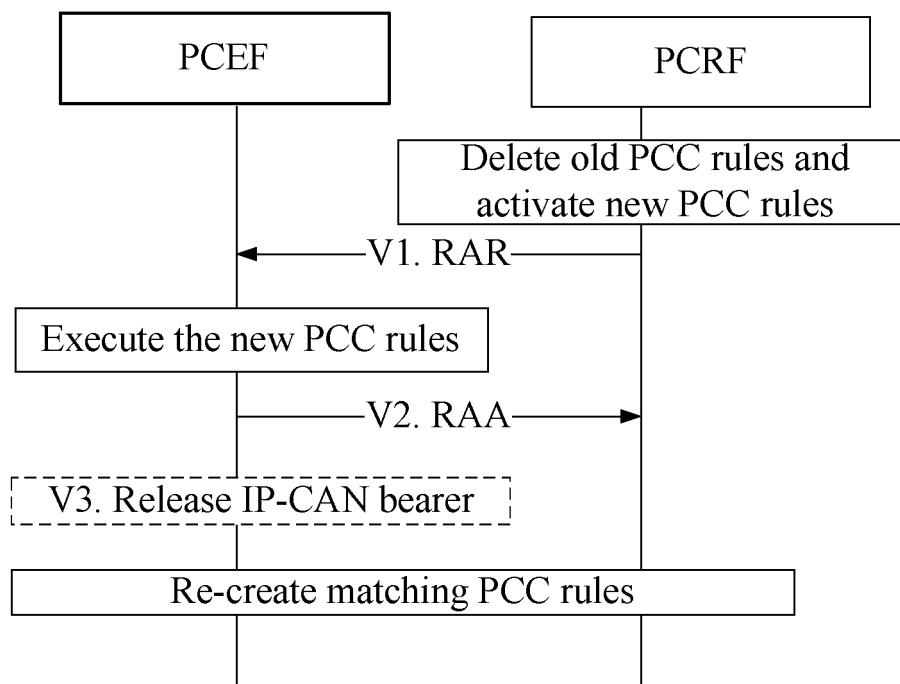 PCEF
PCRF
Delete old PCC rules and
activate new PCC rules
V1. RAR
Execute the new PCC rules
V2. RAA
V3. Release IP-CAN bearer
Re-create matching PCC rules